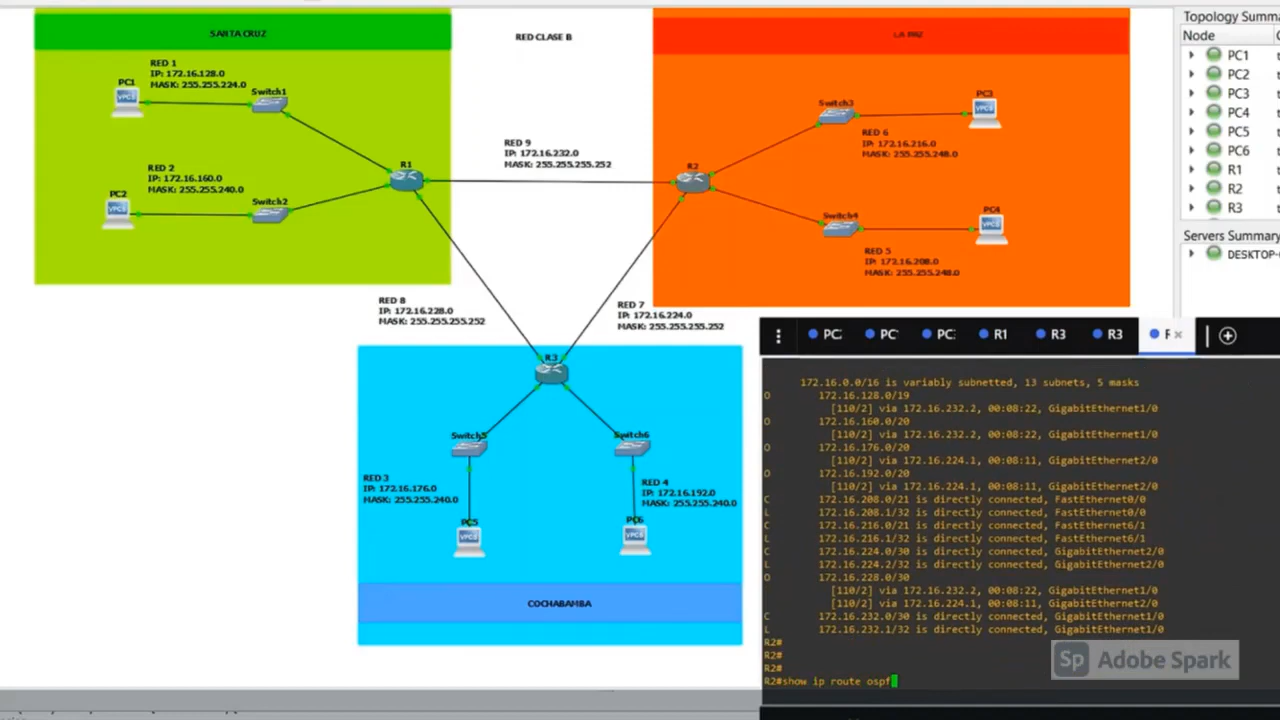 SANTA CRUZ
RED CLASE B
LA PAZ
RED 1
IP: 172.16.128.0
MASK: 255.255.224.0
PC1
Switch1
RED 2
IP: 172.16.160.0
MASK: 255.255.240.0
PC2
Switch2
R1
RED 9
IP: 172.16.232.0
MASK: 255.255.255.252
R2
Switch3
PC3
RED 6
IP: 172.16.216.0
MASK: 255.255.248.0
Switch4
PC4
RED 5
IP: 172.16.208.0
MASK: 255.255.248.0
RED 8
IP: 172.16.228.0
MASK: 255.255.255.252
RED 7
IP: 172.16.224.0
MASK: 255.255.255.252
R3
Switch5
Switch6
RED 3
IP: 172.16.176.0
MASK: 255.255.240.0
RED 4
IP: 172.16.192.0
MASK: 255.255.240.0
PC5
PC6
COCHABAMBA
Topology Summa
Node
PC1
PC2
PC3
PC4
PC5
PC6
R1
R2
R3
Servers Summary
DESKTOP-
PC: PC PC: R1 R3 R3
172.16.0.0/16 is variably subnetted, 13 subnets, 5 masks
O 172.16.128.0/19
[110/2] via 172.16.232.2, 00:08:22, GigabitEthernet1/0
O 172.16.160.0/20
[110/2] via 172.16.232.2, 00:08:22, GigabitEthernet1/0
O 172.16.176.0/20
[110/2] via 172.16.224.1, 00:08:11, GigabitEthernet2/0
O 172.16.192.0/20
[110/2] via 172.16.224.1, 00:08:11, GigabitEthernet2/0
C 172.16.208.0/21 is directly connected, FastEthernet0/0
L 172.16.208.1/32 is directly connected, FastEthernet0/0
C 172.16.216.0/21 is directly connected, FastEthernet6/1
L 172.16.216.1/32 is directly connected, FastEthernet6/1
C 172.16.224.0/30 is directly connected, GigabitEthernet2/0
L 172.16.224.2/32 is directly connected, GigabitEthernet2/0
O 172.16.228.0/30
[110/2] via 172.16.232.2, 00:08:22, GigabitEthernet1/0
[110/2] via 172.16.224.1, 00:08:11, GigabitEthernet2/0
C 172.16.232.0/30 is directly connected, GigabitEthernet1/0
L 172.16.232.1/32 is directly connected, GigabitEthernet1/0
R2#
R2#
R2#
R2#show ip route ospf
Sp Adobe Spark